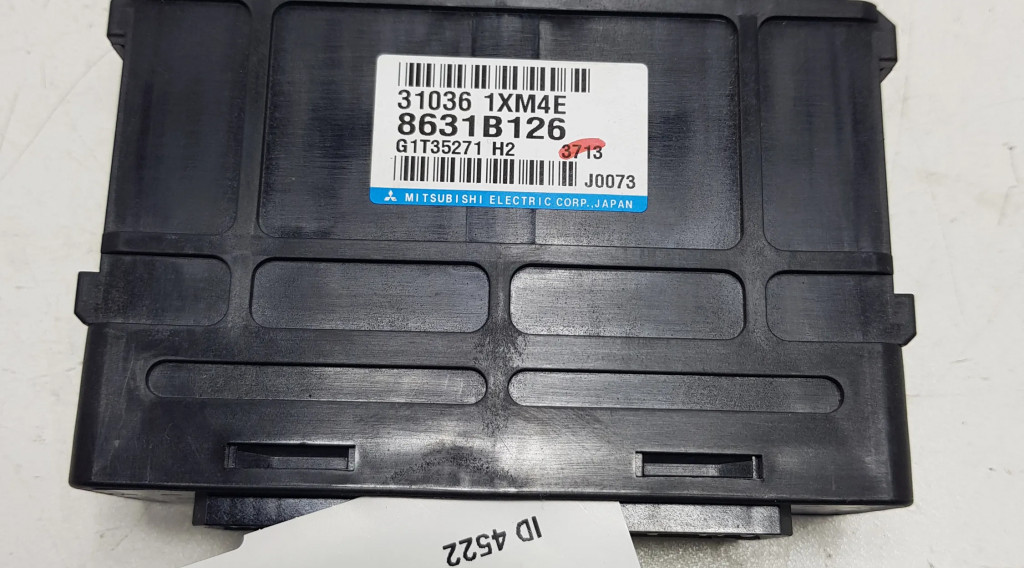 31036 1XM4E
8631B126
G1T35271 H2 3713
J0073
MITSUBISHI ELECTRIC CORP., JAPAN
ID 4522